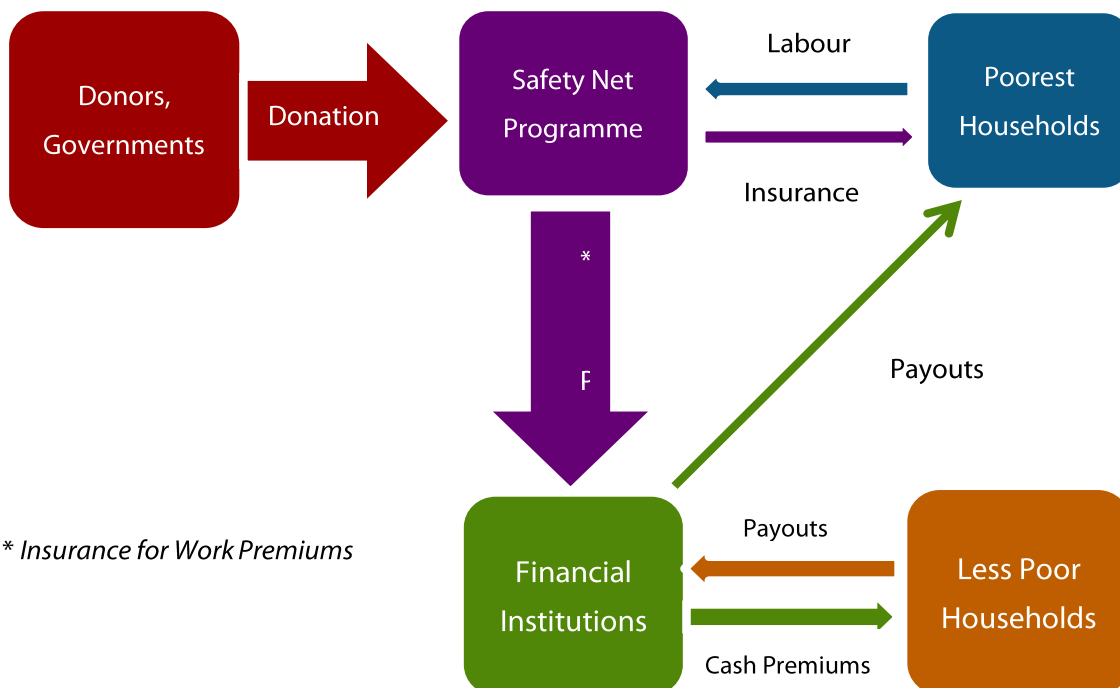 Donors,
Governments
Donation
Safety Net
Programme
Labour
Insurance
Poorest
Households
*
Payouts
* Insurance for Work Premiums
Financial
Institutions
Payouts
Cash Premiums
Less Poor
Households